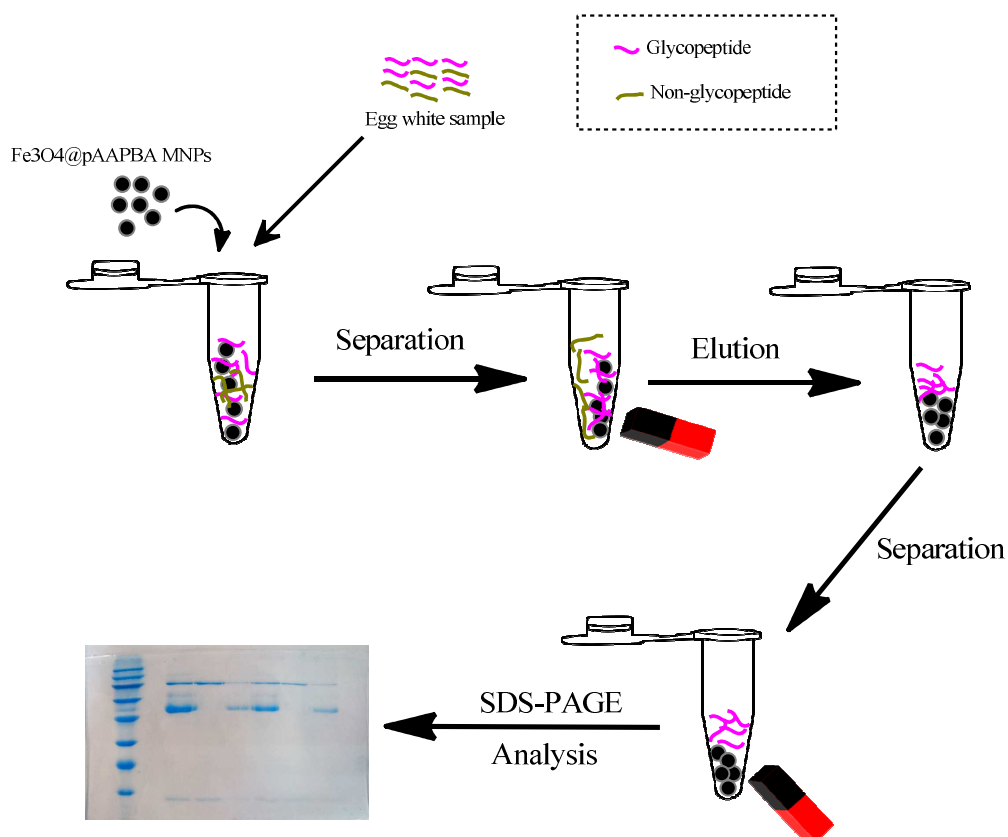 Glycopeptide
Non-glycopeptide
Egg white sample
Fe3O4@pAAPBA MNPs
Separation
Elution
Separation
SDS-PAGE
Analysis